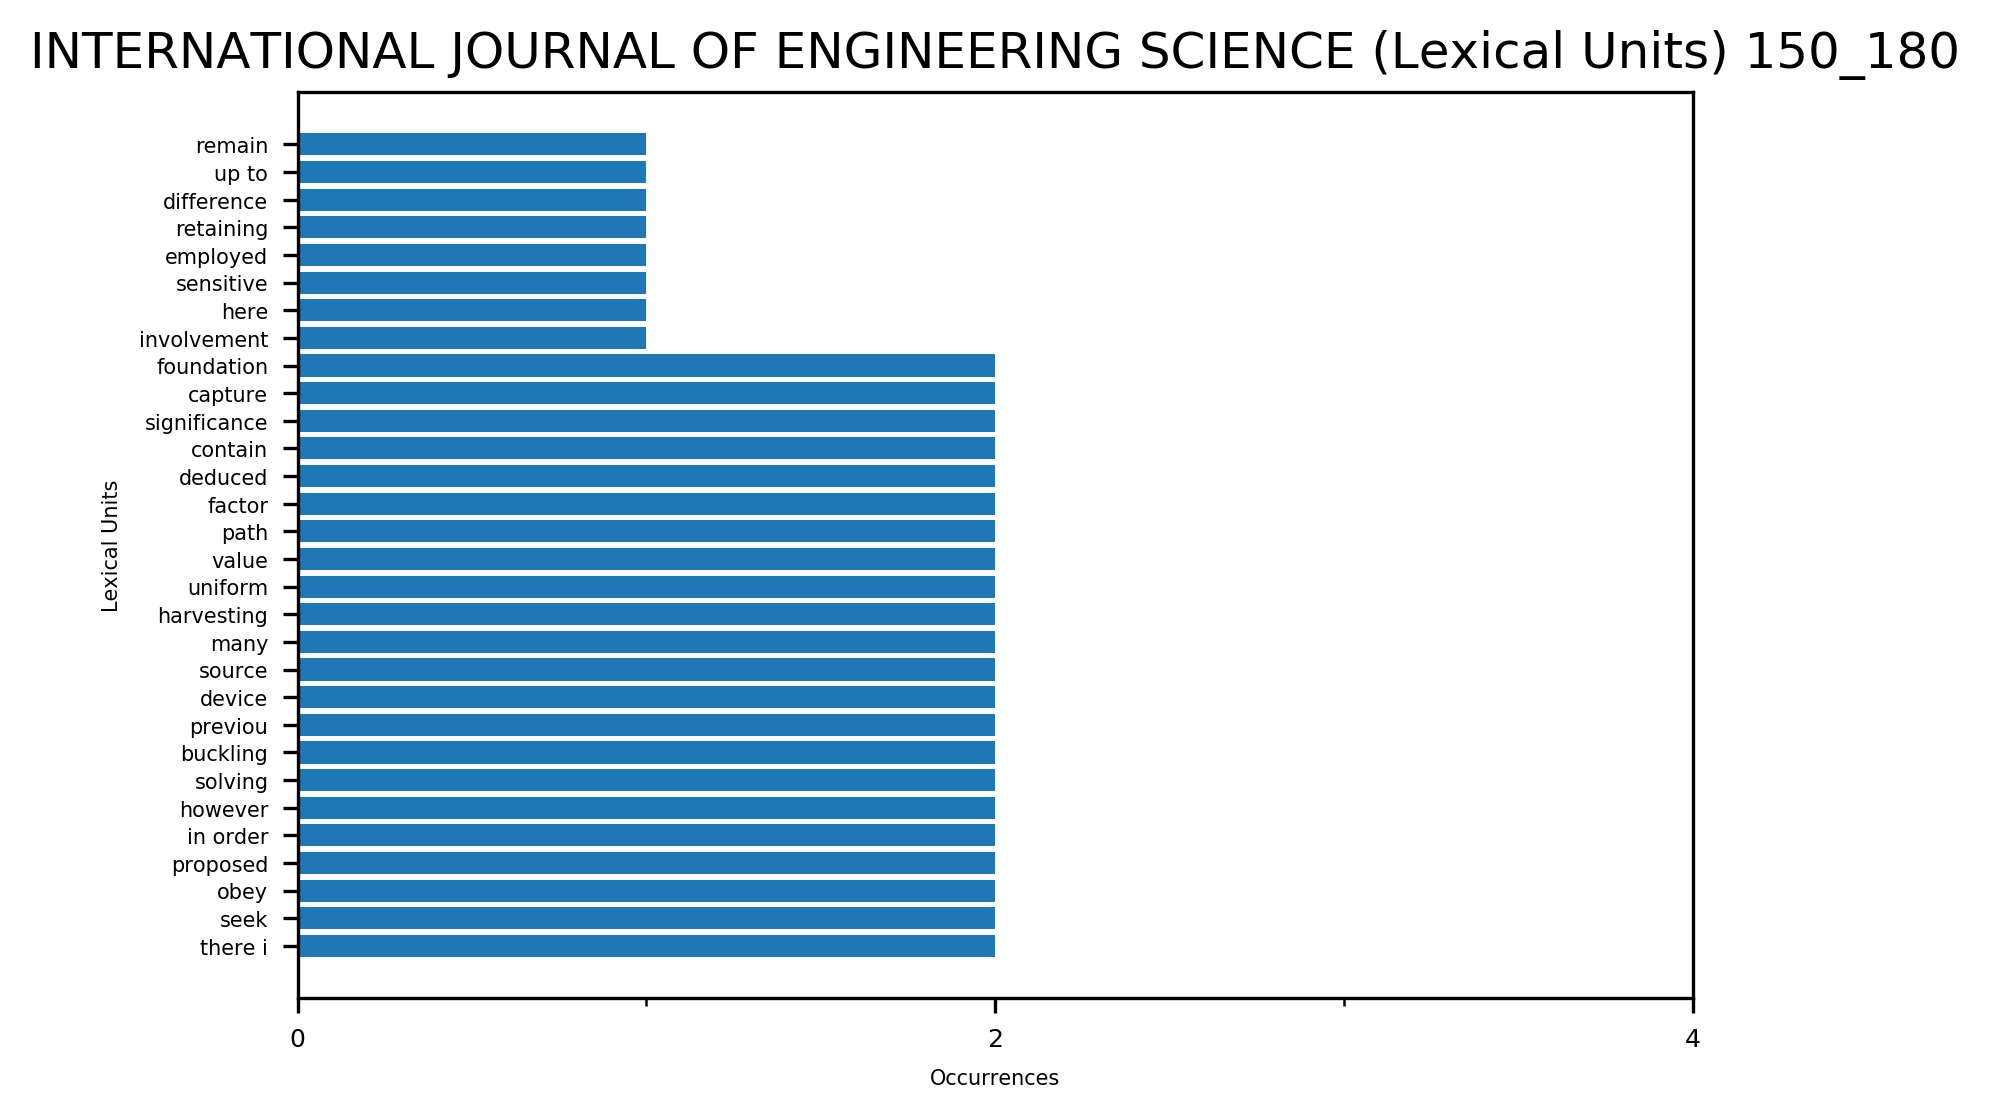 INTERNATIONAL JOURNAL OF ENGINEERING SCIENCE (Lexical Units) 150_180
remain
up to
difference
retaining
employed
sensitive
here
involvement
foundation
capture
significance
contain
deduced
factor
path
value
uniform
harvesting
many
source
device
previou
buckling
solving
however
in order
proposed
obey
seek
there i
Lexical Units
0 2 4
Occurrences